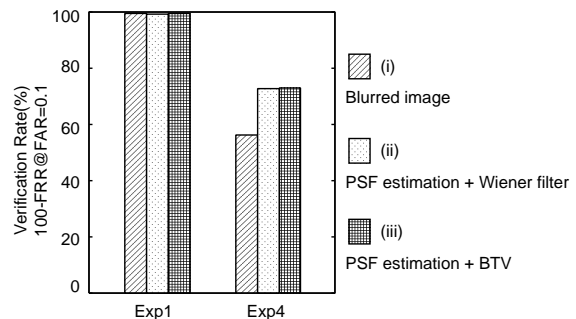 Verification Rate(%)
100-FRR@FAR=0.1
100
80
60
40
20
0
Exp1
Exp4
(i)
Blurred image
(ii)
PSF estimation + Wiener filter
(iii)
PSF estimation + BTV